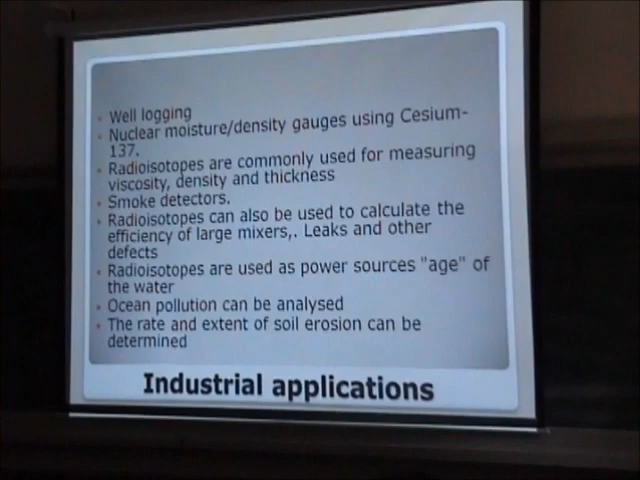 Well logging
Nuclear moisture/density gauges using Cesium-
137.
Radioisotopes are commonly used for measuring
viscosity, density and thickness
Smoke detectors.
Radioisotopes can also be used to calculate the
efficiency of large mixers,. Leaks and other
defects
Radioisotopes are used as power sources "age" of
the water
Ocean pollution can be analysed
The rate and extent of soil erosion can be
determined
Industrial applications